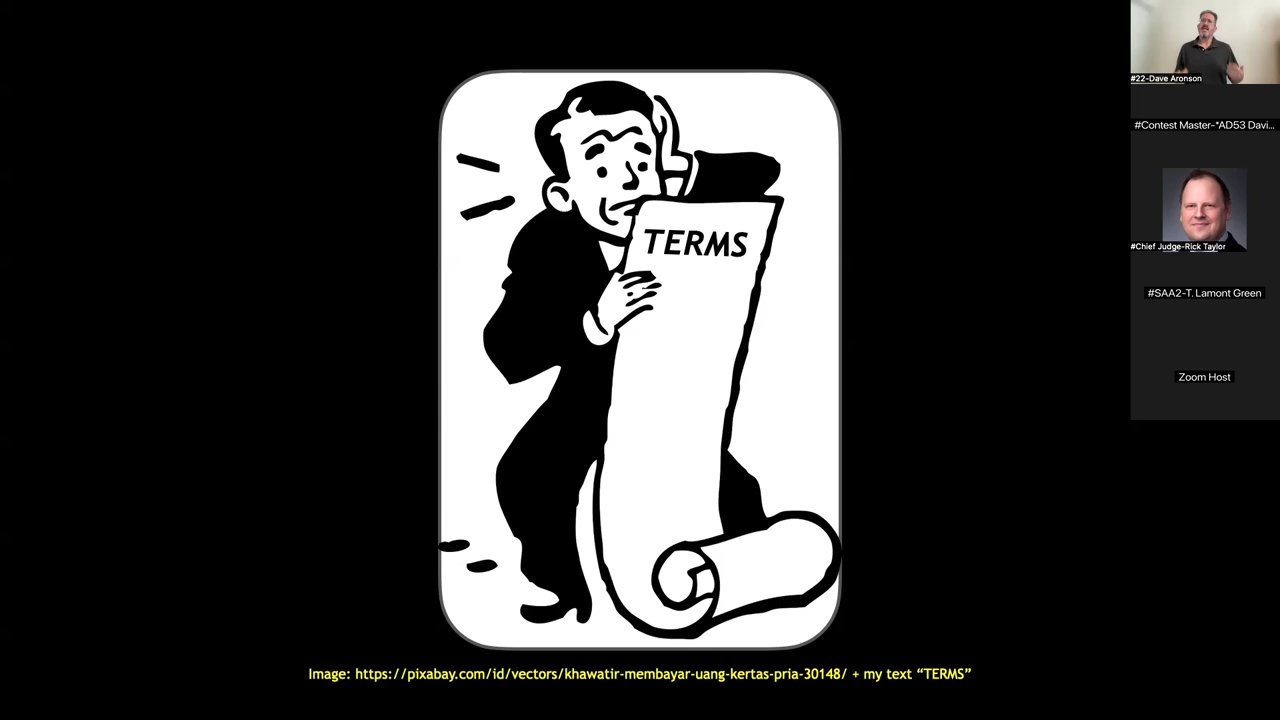 TERMS
Image: https://pixabay.com/id/vectors/khawatir-membayar-uang-kertas-pria-30148/ + my text “TERMS”
#22-Dave Aronson
#Contest Master-*AD53 Davi...
#Chief Judge-Rick Taylor
#SAA2-T. Lamont Green
Zoom Host